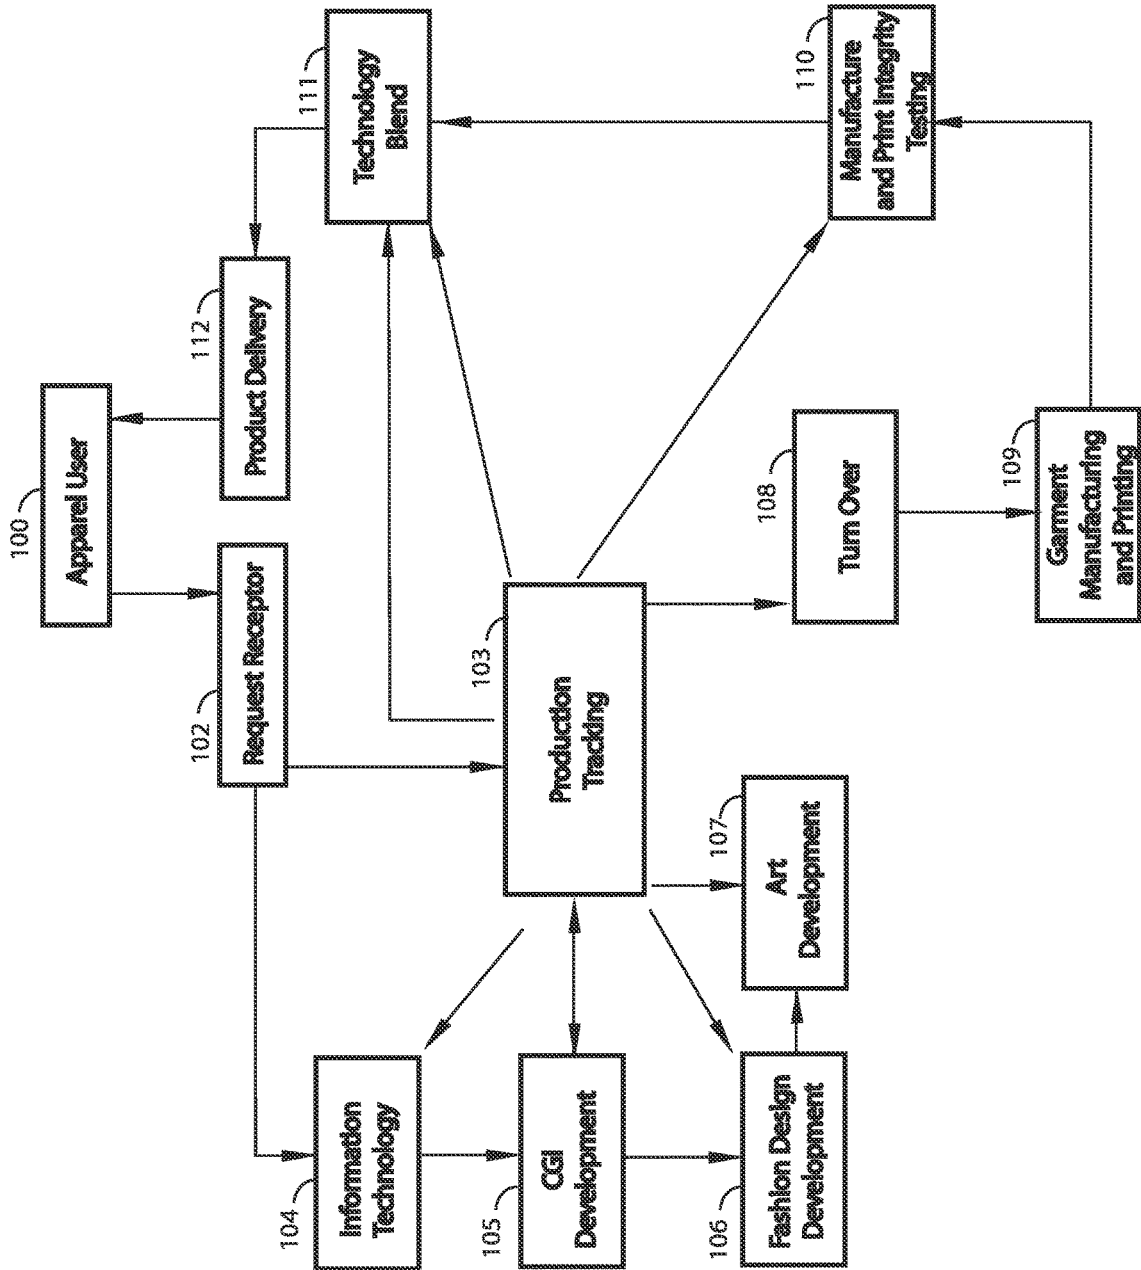 100
Apparel User
102
Request Receptor
112
Product Delivery
104
Information
Technology
111
Technology
Blend
103
Production
Tracking
105
CGI
Development
106
Fashion Design
Development
107
Art
Development
108
Turn Over
110
Manufacture
and Print Integrity
Testing
109
Garment
Manufacturing
and Printing